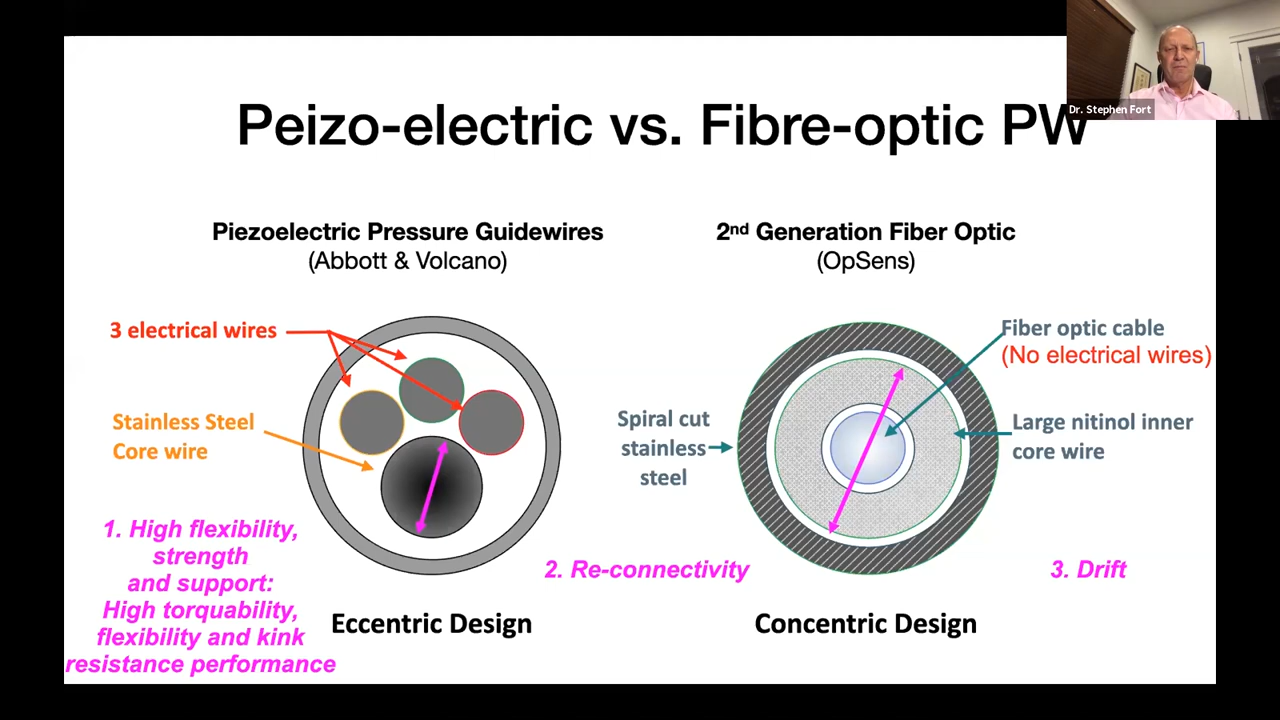 Peizo-electric vs. Fibre-optic PW
Dr. Stephen Fort
Piezoelectric Pressure Guidewires
(Abbott & Volcano)
2nd Generation Fiber Optic
(OpSens)
3 electrical wires
Stainless Steel
Core wire
Fiber optic cable
(No electrical wires)
Spiral cut
stainless
steel
Large nitinol inner
core wire
1. High flexibility,
strength
and support:
High torquability,
flexibility and kink
resistance performance
2. Re-connectivity
3. Drift
Eccentric Design
Concentric Design